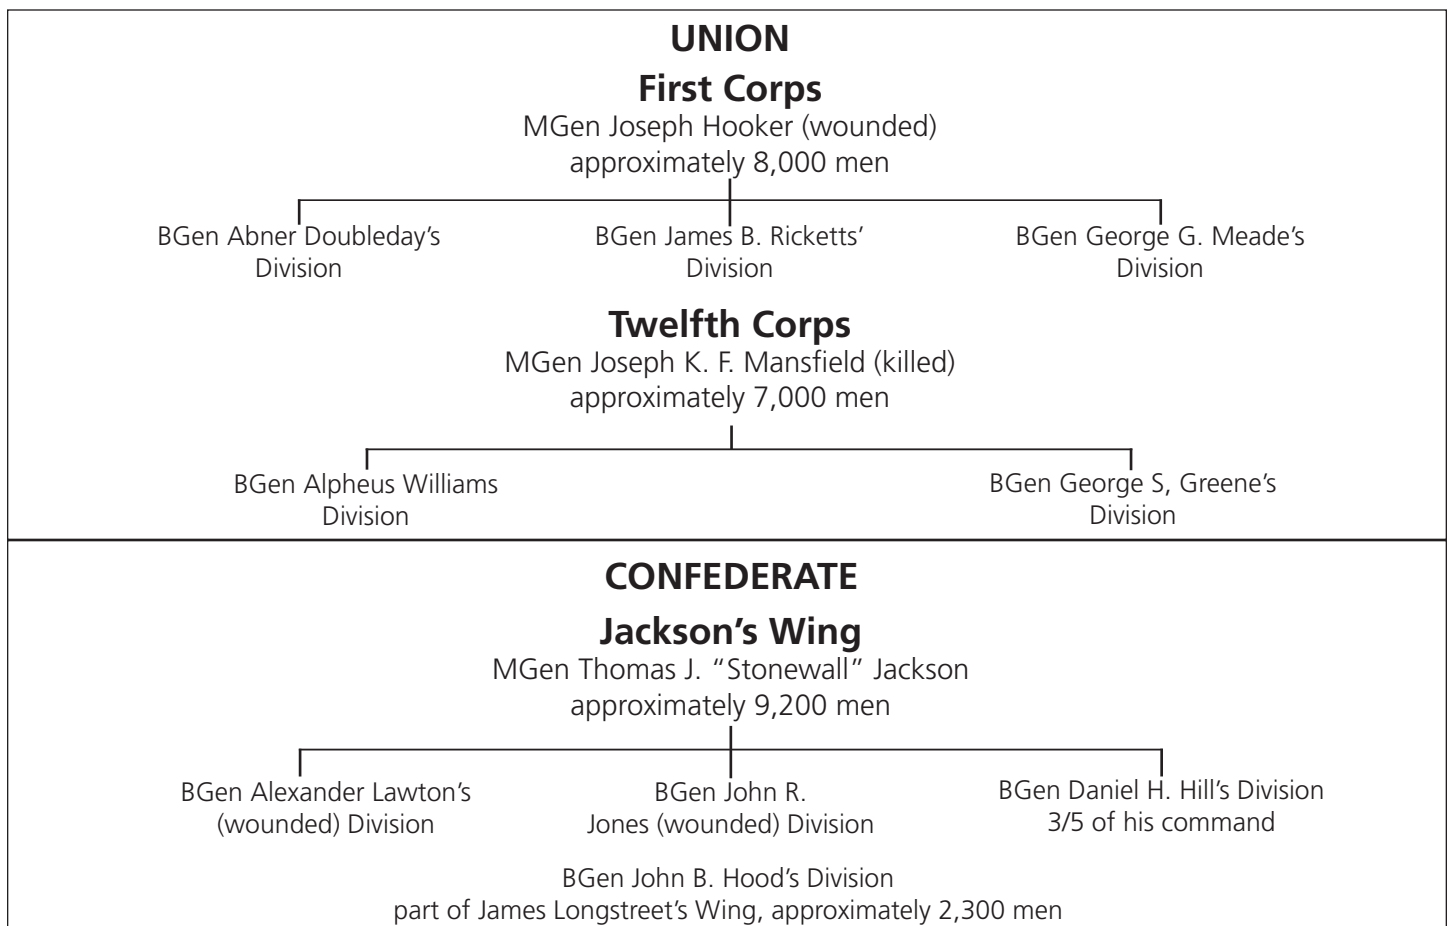 UNION
First Corps
MGen Joseph Hooker (wounded)
approximately 8,000 men
BGen Abner Doubleday’s
Division
BGen James B. Ricketts’
Division
BGen George G. Meade’s
Division
Twelfth Corps
MGen Joseph K. F. Mansfield (killed)
approximately 7,000 men
BGen Alpheus Williams
Division
BGen George S, Greene’s
Division
CONFEDERATE
Jackson’s Wing
MGen Thomas J. “Stonewall” Jackson
approximately 9,200 men
BGen Alexander Lawton’s
(wounded) Division
BGen John R.
Jones (wounded) Division
BGen Daniel H. Hill’s Division
3/5 of his command
BGen John B. Hood’s Division
part of James Longstreet’s Wing, approximately 2,300 men